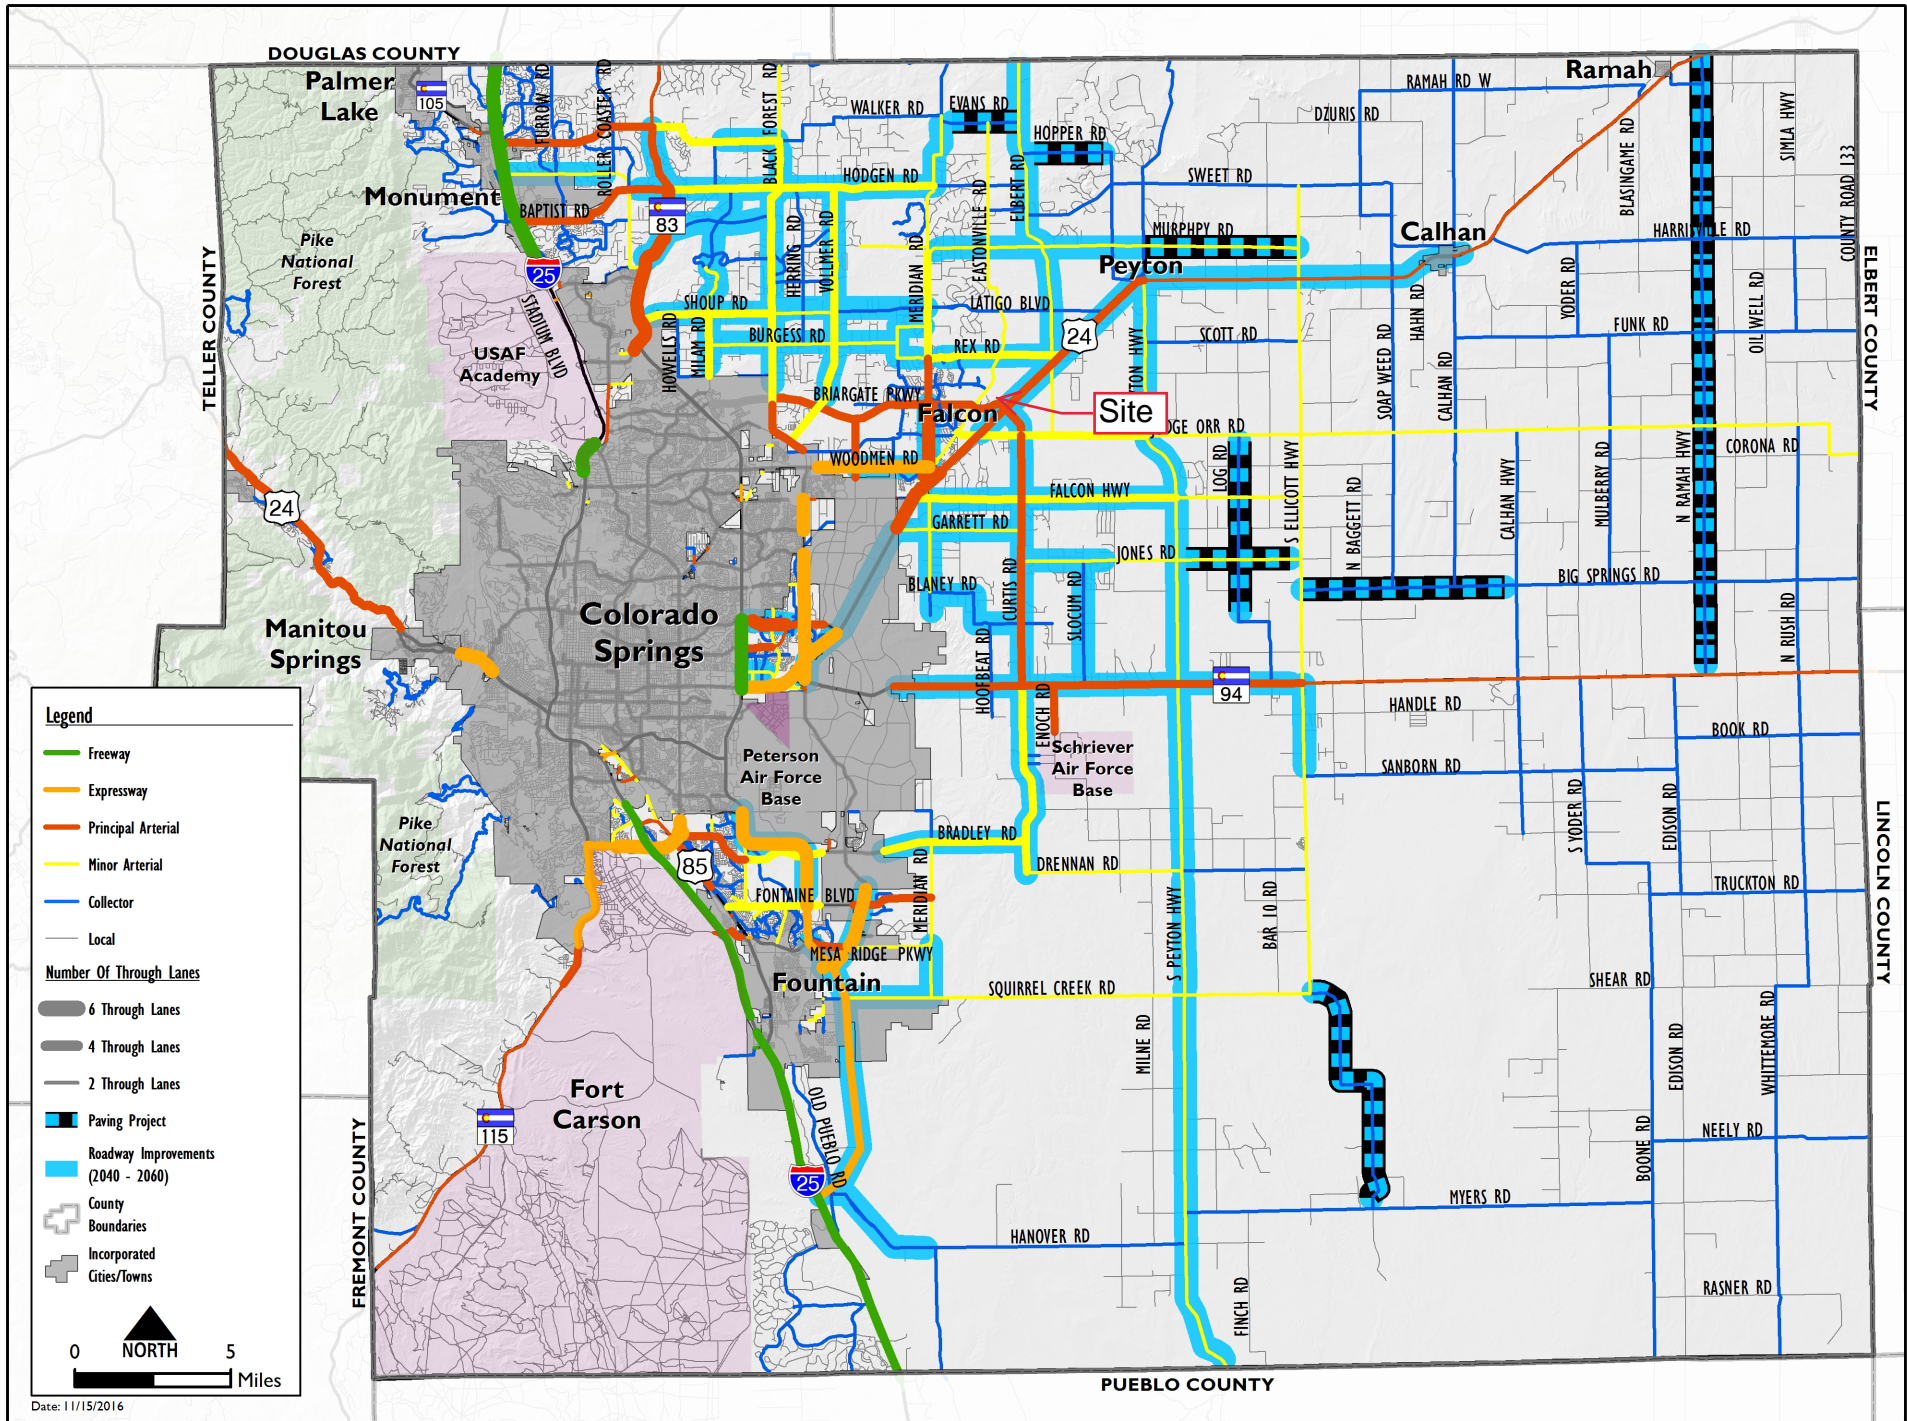 DOUGLAS COUNTY
Palmer
Lake
105
FURROW RD
ROLLER COASTER RD
BLACK FOREST RD
WALKER RD
EVANS RD
HOPPER RD
RAMAH RD W
Ramah
DZURIS RD
BLASINGAME RD
SIMLA HWY
COUNTY ROAD 133
Monument
BAPTIST RD
83
HODGEN RD
SWEET RD
ELBERT RD
EASTONVILLE RD
MURPHPY RD
Calhan
HARRISVILLE RD
Pike
National
Forest
25
STADIUM BLVD
HERRING RD
VOLLMER RD
MERIDIAN RD
Peyton
YODER RD
OIL WELL RD
ELBERT COUNTY
TELLER COUNTY
SHOUP RD
LATIGO BLVD
24
HAHN RD
FUNK RD
USAF
Academy
HOWELLS RD
MILAM RD
BURGESS RD
REX RD
TON HWY
SCOTT RD
SOAP WEED RD
CALHAN RD
BRIARGATE PKWY
Falcon
Site
DGE ORR RD
WOODMEN RD
LOG RD
S ELLICOTT HWY
N BAGGETT RD
CALHAN HWY
MULBERRY RD
N RAMAH HWY
CORONA RD
24
FALCON HWY
GARRETT RD
JONES RD
BLANEY RD
CURTIS RD
SLOCUM RD
BIG SPRINGS RD
Colorado
Springs
Manitou
Springs
HOOFBEAT RD
N RUSH RD
94
ENOCH RD
HANDLE RD
BOOK RD
Peterson
Air Force
Base
Schriever
Air Force
Base
SANBORN RD
S YODER RD
EDISON RD
LINCOLN COUNTY
Pike
National
Forest
85
BRADLEY RD
DRENNAN RD
TRUCKTON RD
FONTAINE BLVD
MERIDIAN RD
S PEYTON HWY
BAR 10 RD
MESA RIDGE PKWY
Fountain
SQUIRREL CREEK RD
SHEAR RD
MILNE RD
EDISON RD
WHITTEMORE RD
Fort
Carson
115
OLD PUEBLO RD
25
BOONE RD
NEELY RD
MYERS RD
FREMONT COUNTY
HANOVER RD
FINCH RD
RASNER RD
PUEBLO COUNTY
Legend
Freeway
Expressway
Principal Arterial
Minor Arterial
Collector
Local
Number Of Through Lanes
6 Through Lanes
4 Through Lanes
2 Through Lanes
Paving Project
Roadway Improvements
(2040 - 2060)
County
Boundaries
Incorporated
Cities/Towns
NORTH
0 5
Miles
Date: 11/15/2016